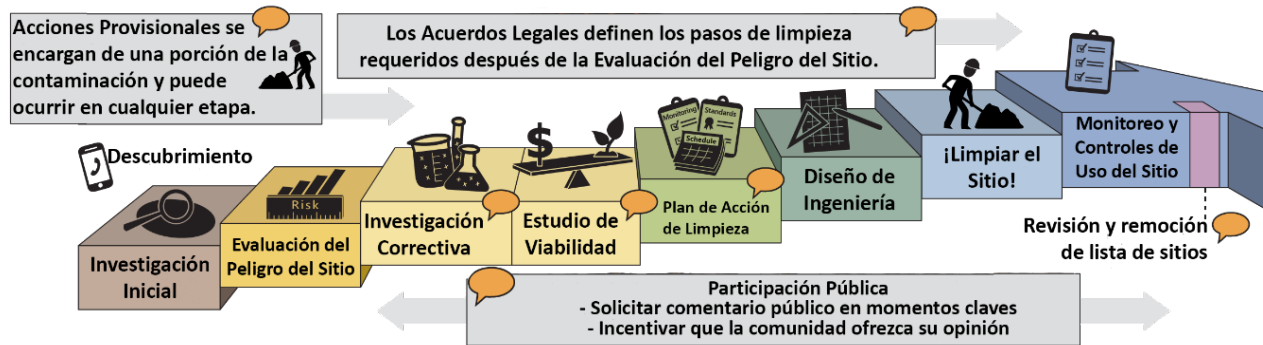 Acciones Provisionales se
encargan de una porción de la
contaminación y puede
ocurrir en cualquier etapa.
Los Acuerdos Legales definen los pasos de limpieza
requeridos después de la Evaluación del Peligro del Sitio.
Descubrimiento
Investigación
Inicial
Risk
Evaluación del
Peligro del Sitio
Investigación
Correctiva
$
Estudio de
Viabilidad
Monitoring
Standards
Schedule
Plan de Acción
de Limpieza
Diseño de
Ingeniería
¡Limpiar el
Sitio!
Monitoreo y
Controles de
Uso del Sitio
Revisión y remoción
de lista de sitios
Participación Pública
- Solicitar comentario público en momentos claves
- Incentivar que la comunidad ofrezca su opinión